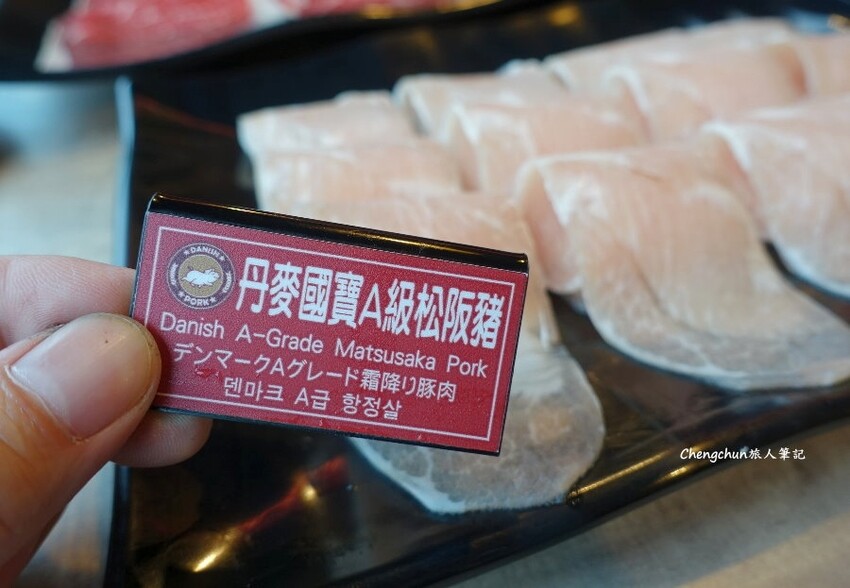 DANISH
PORK
丹麥國寶A級松阪豬
Danish A-Grade Matsusaka Pork
デンマークAグレード霜降り豚肉
덴마크 A급 항정살
Chengchun旅人筆記